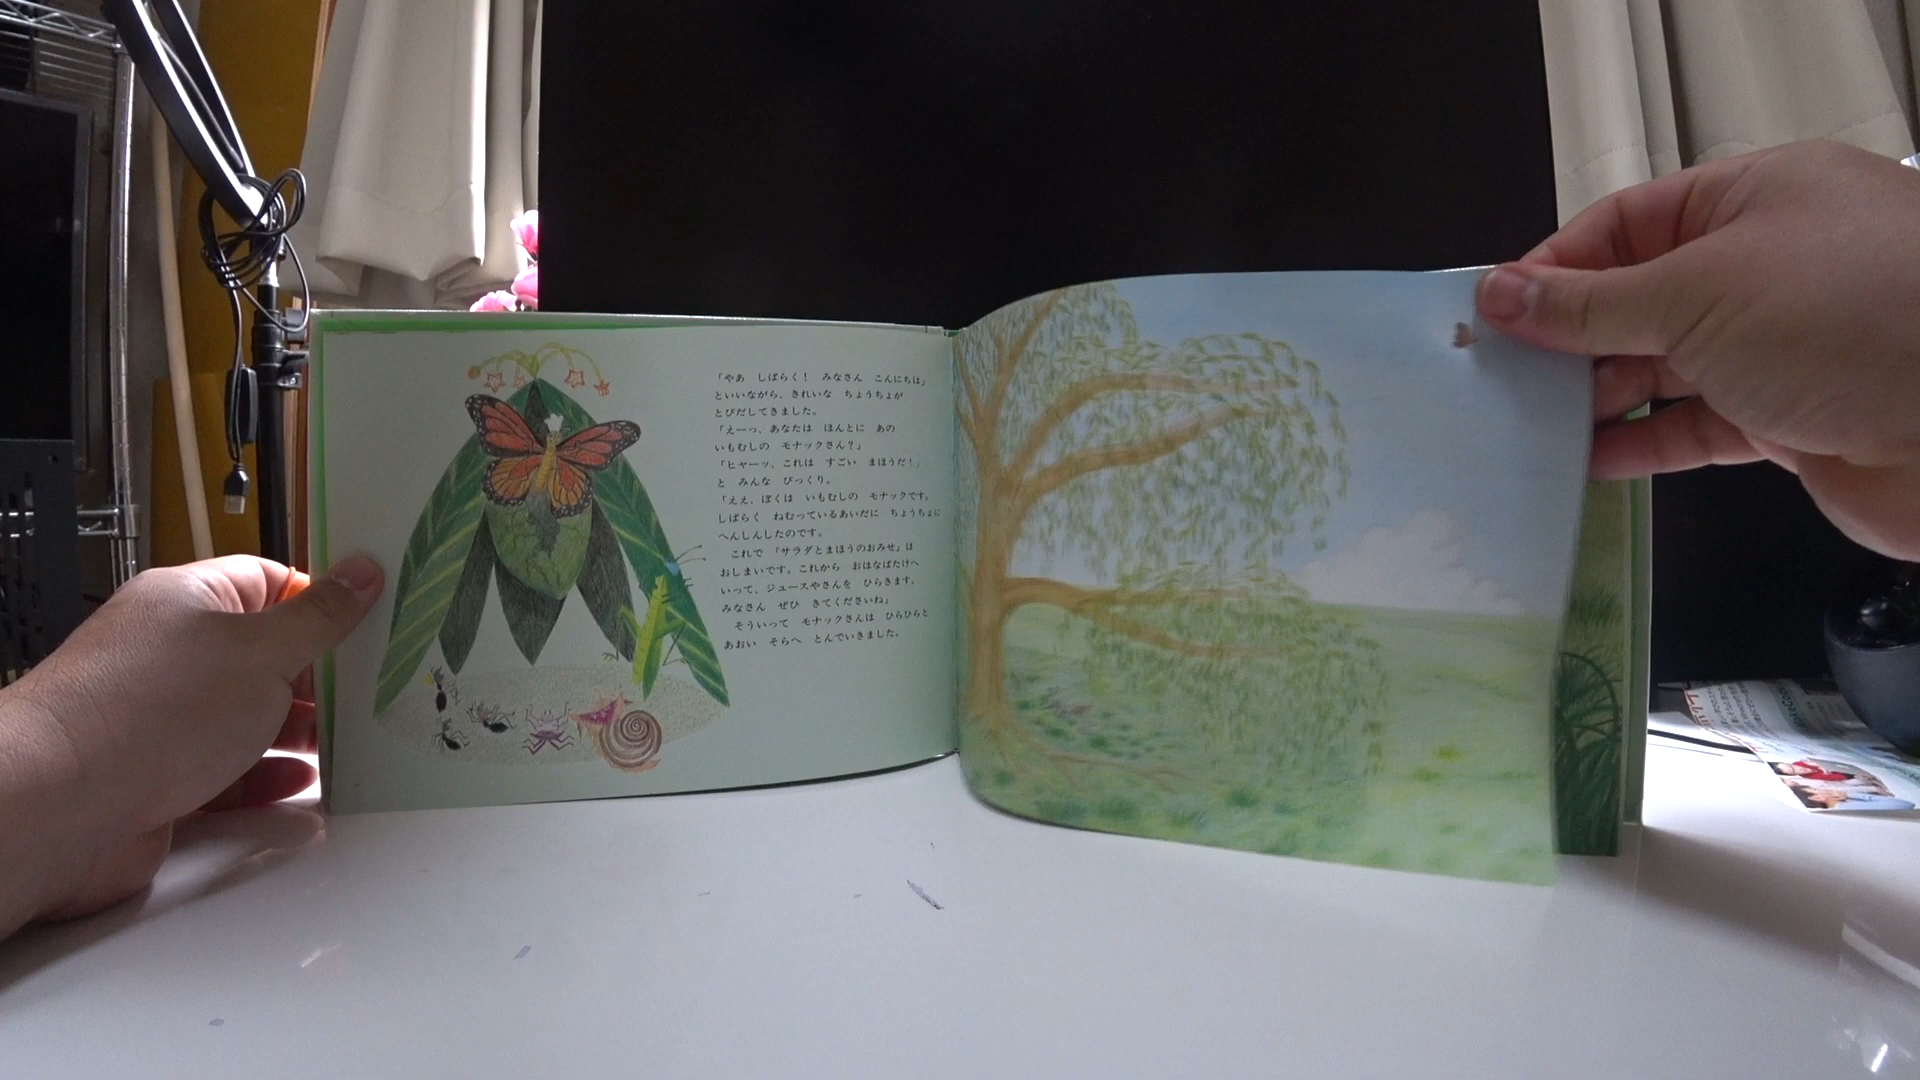 「やあ　しばらく！　みなさん　こんにちは」
といいながら、きれいな　ちょうちょが
とびだしてきました。
「えーっ、あなたは　ほんとに　あの
いもむしの　モナックさん？」
「ヒャーッ、これは　すごい　まほうだ！」
と　みんな　びっくり。
「ええ、ぼくは　いもむしの　モナックです。
しばらく　ねむっているあいだに　ちょうちょに
へんしんしたのです。
　これで　『サラダとまほうのおみせ』は
おしまいです。これから　おはなばたけへ
いって、ジュースやさんを　ひらきます。
みなさん　ぜひ　きてくださいね」
　そういって　モナックさんは　ひらひらと
あおい　そらへ　とんでいきました。